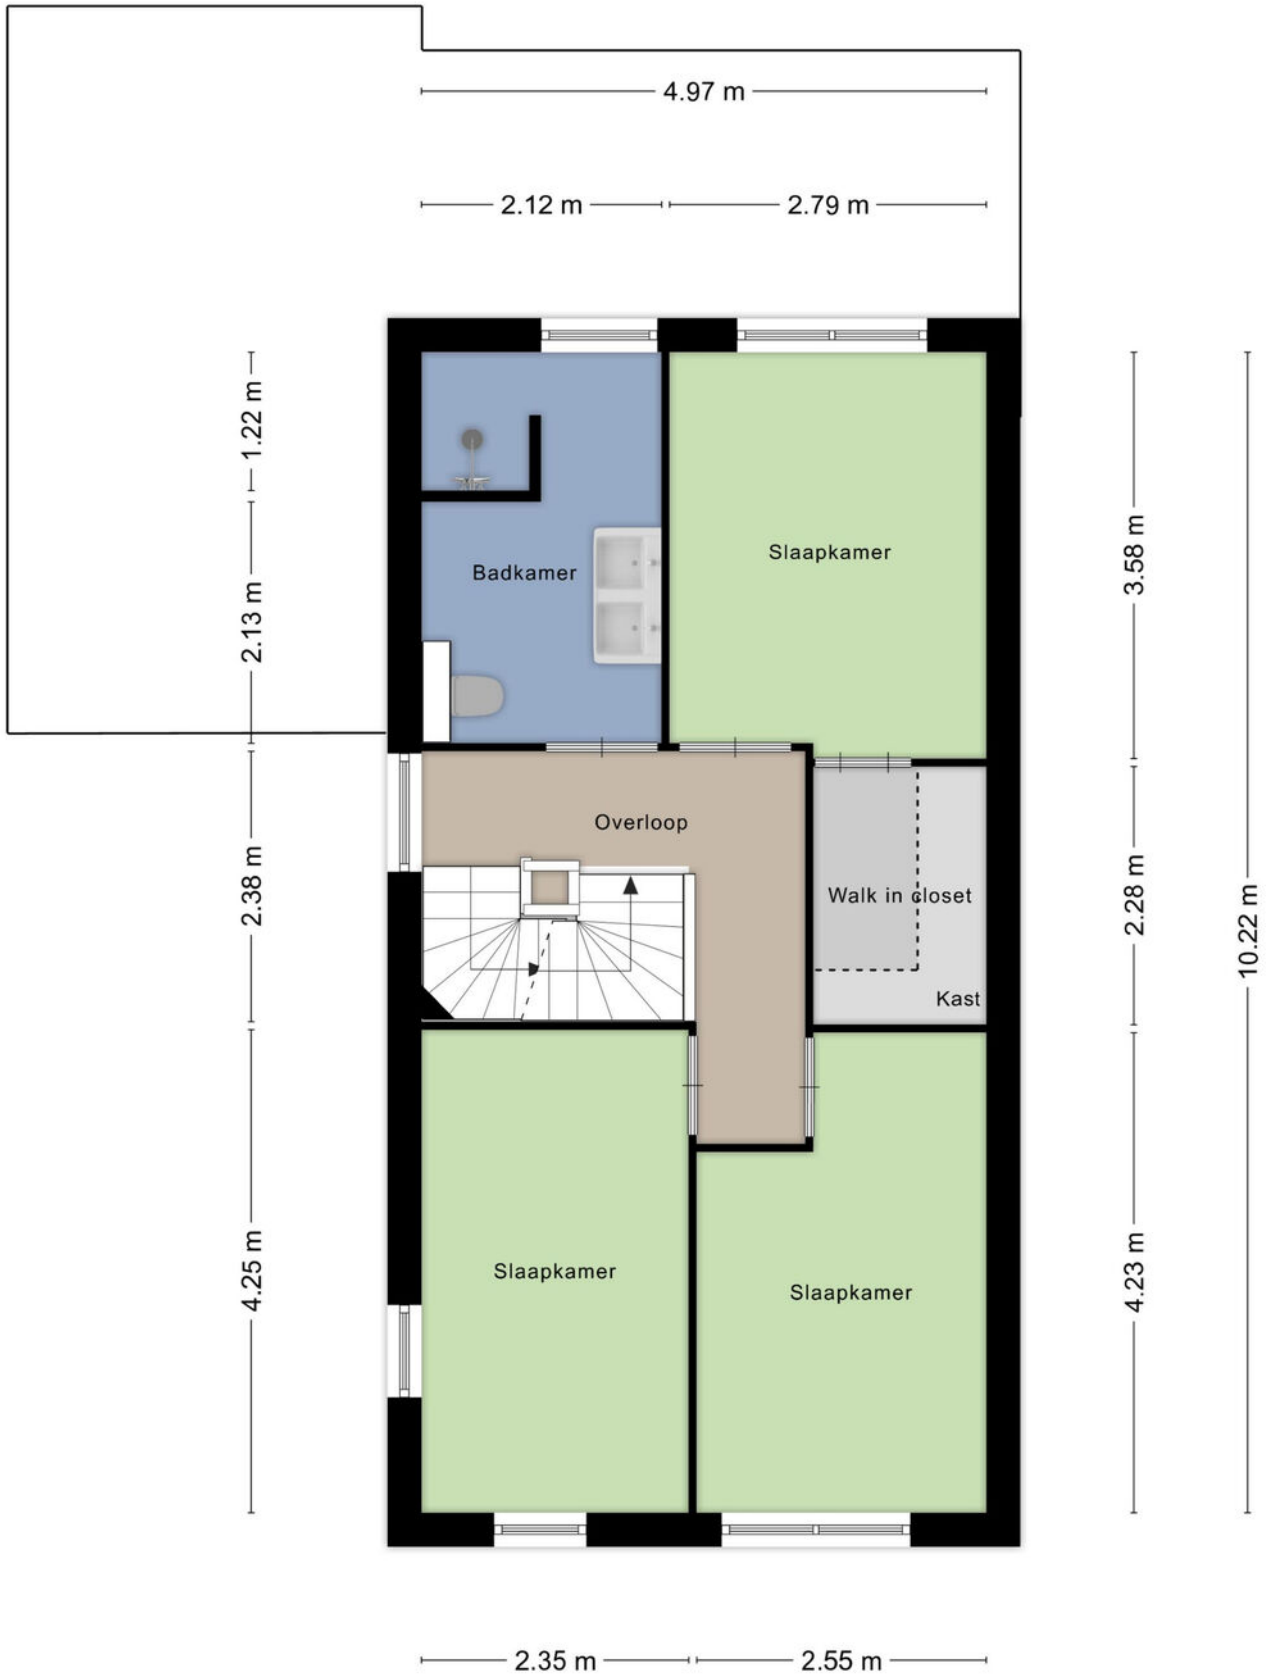 4.97 m
2.12 m
2.79 m
1.22 m
2.13 m
2.38 m
4.25 m
Badkamer
Slaapkamer
Overloop
Walk in closet
Kast
Slaapkamer
Slaapkamer
3.58 m
2.28 m
4.23 m
10.22 m
2.35 m
2.55 m